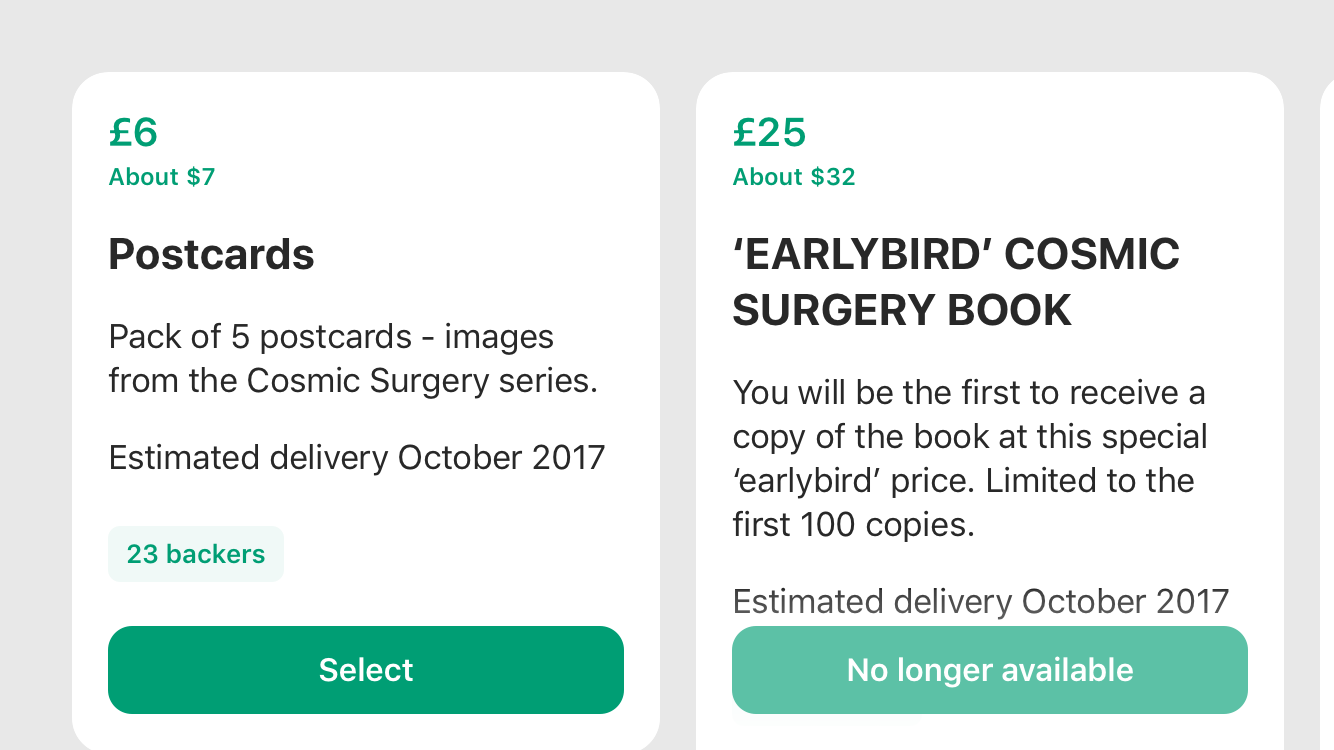 £6
About $7
Postcards
Pack of 5 postcards - images
from the Cosmic Surgery series.
Estimated delivery October 2017
23 backers
Select
£25
About $32
‘EARLYBIRD’ COSMIC
SURGERY BOOK
You will be the first to receive a
copy of the book at this special
‘earlybird’ price. Limited to the
first 100 copies.
Estimated delivery October 2017
No longer available